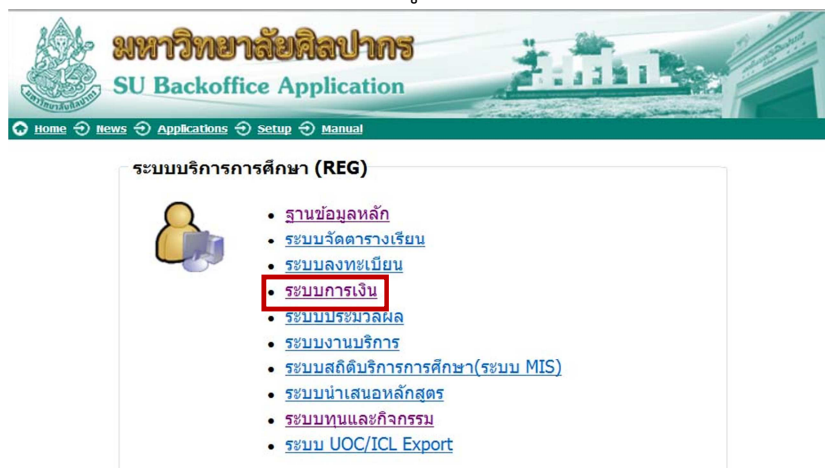 มหาวิทยาลัยศิลปากร
SU Backoffice Application
Home News Applications Setup Manual
ระบบบริการการศึกษา (REG)
• ฐานข้อมูลหลัก
• ระบบจัดตารางเรียน
• ระบบลงทะเบียน
• ระบบการเงิน
• ระบบประมวลผล
• ระบบงานบริการ
• ระบบสถิติบริการการศึกษา(ระบบ MIS)
• ระบบนำเสนอหลักสูตร
• ระบบทุนและกิจกรรม
• ระบบ UOC/ICL Export